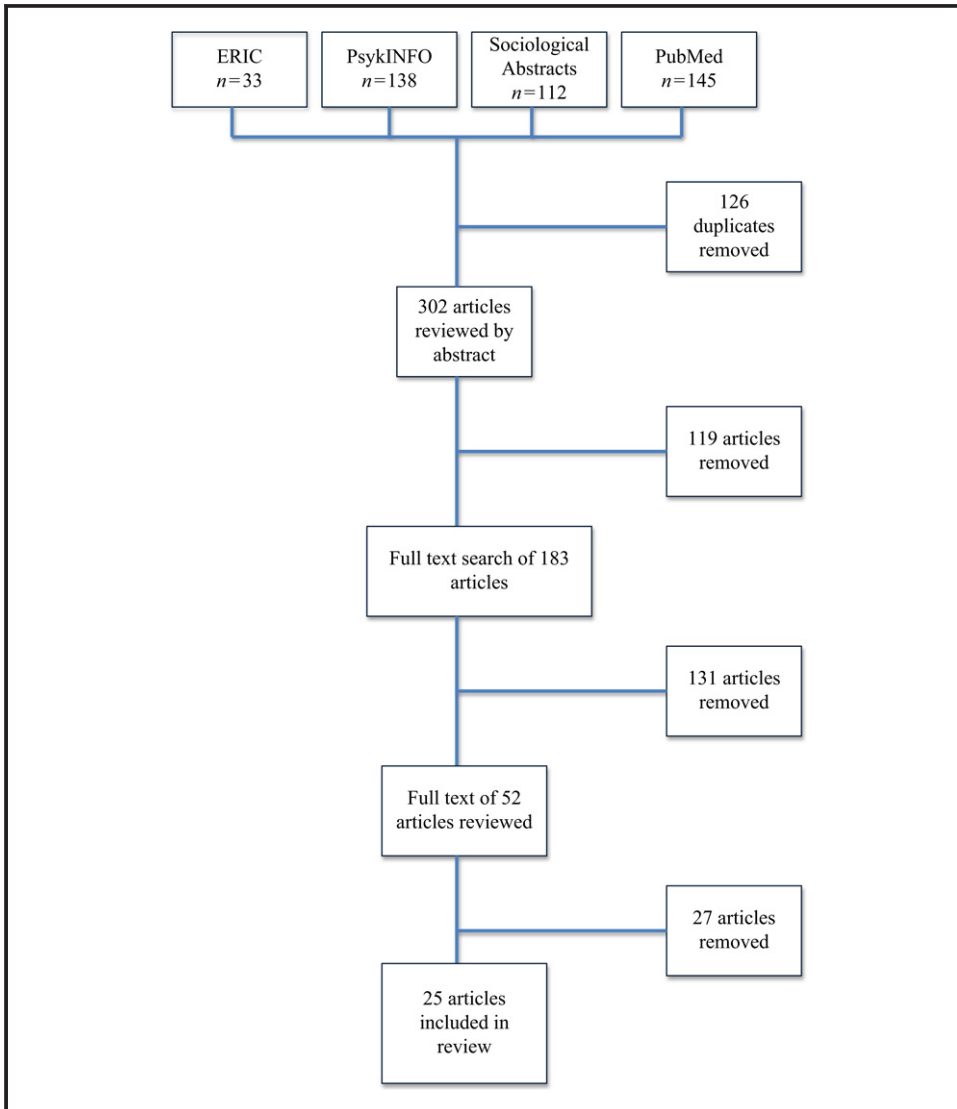 ERIC
n=33
PsykINFO
n=138
Sociological
Abstracts
n=112
PubMed
n=145
126
duplicates
removed
302 articles
reviewed by
abstract
119 articles
removed
Full text search of 183
articles
131 articles
removed
Full text of 52
articles reviewed
27 articles
removed
25 articles
included in
review